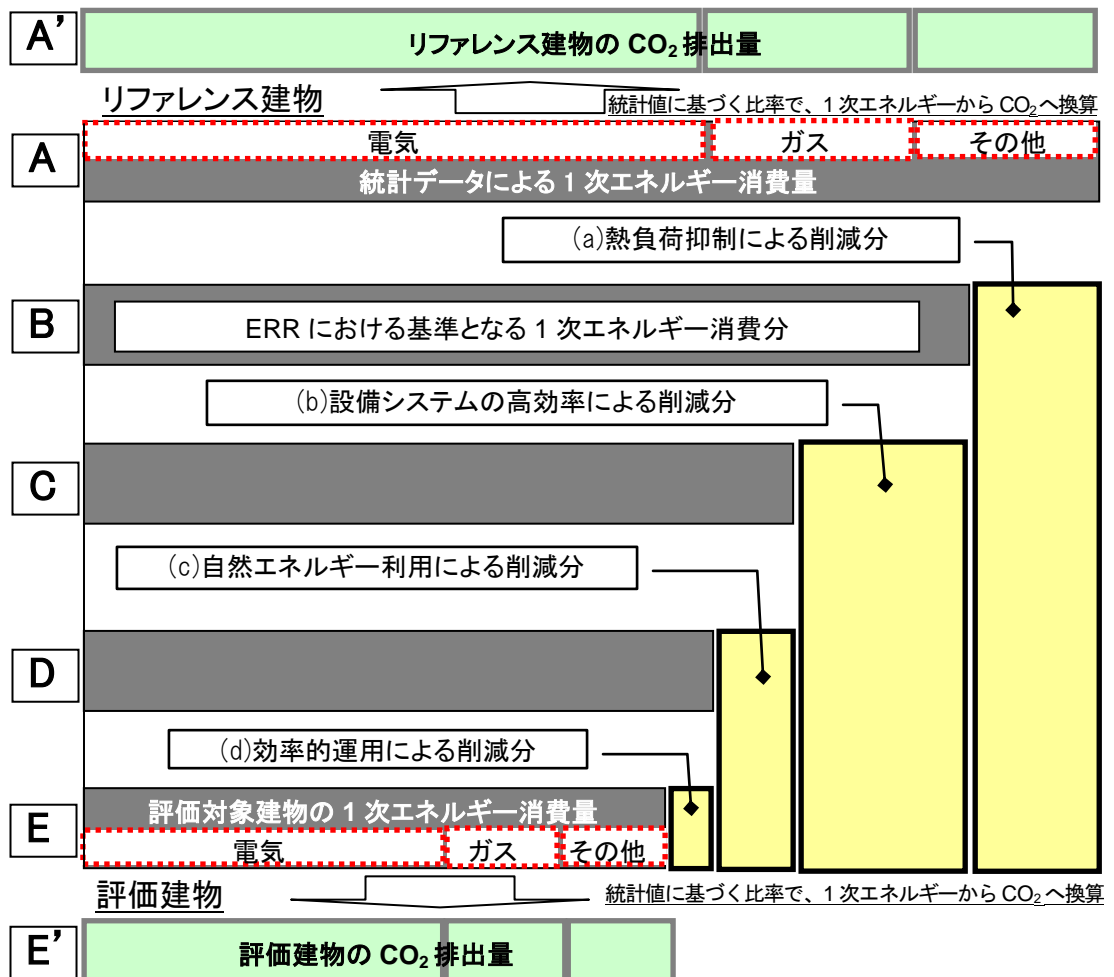 A’
リファレンス建物の CO₂ 排出量
リファレンス建物
統計値に基づく比率で、1 次エネルギーから CO₂ へ換算
A
電気 ガス その他
統計データによる 1 次エネルギー消費量
(a)熱負荷抑制による削減分
B
ERR における基準となる 1 次エネルギー消費分
(b)設備システムの高効率による削減分
C
(c)自然エネルギー利用による削減分
D
(d)効率的運用による削減分
E
評価対象建物の 1 次エネルギー消費量
電気 ガス その他
評価建物
統計値に基づく比率で、1 次エネルギーから CO₂ へ換算
E’
評価建物の CO₂ 排出量